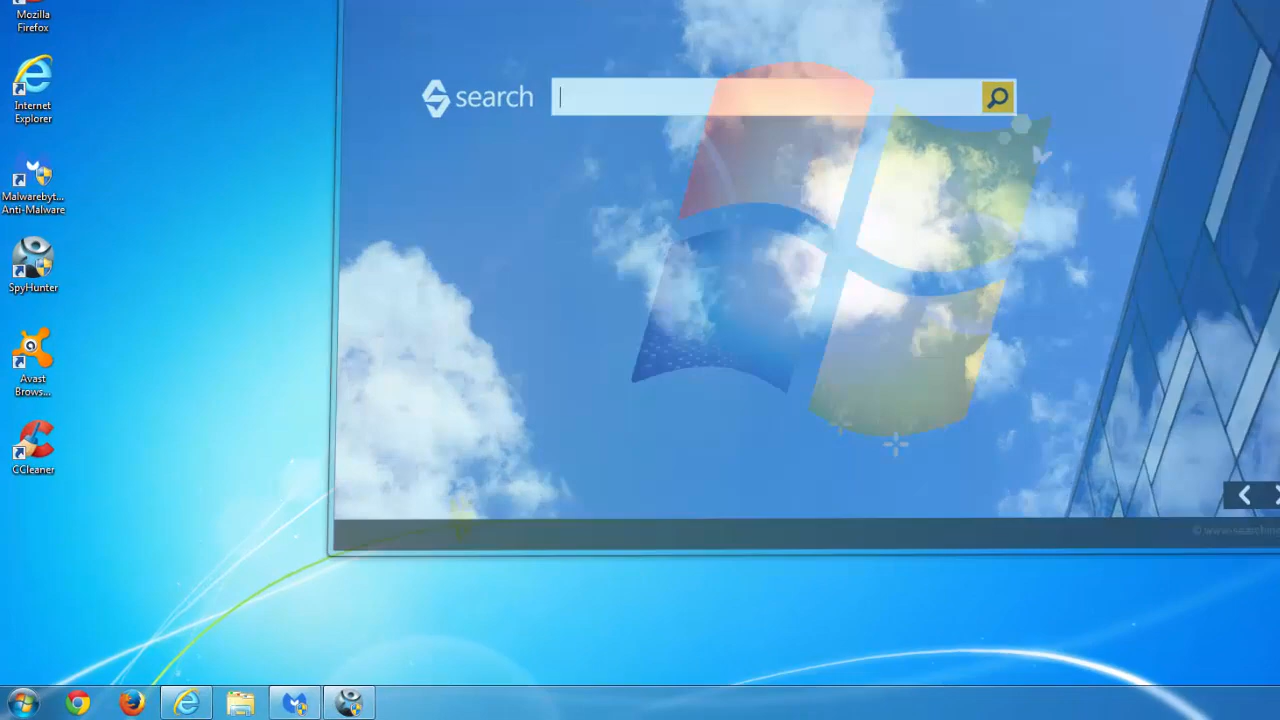 Mozilla
Firefox
search
Internet
Explorer
Malwarebyt...
Anti-Malware
SpyHunter
Avast
Brows...
CCleaner